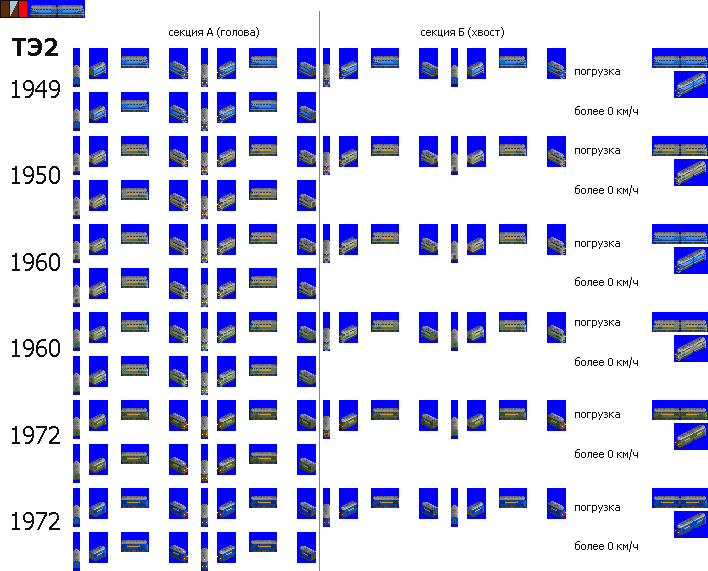 секция А (голова)
секция Б (хвост)
ТЭ2
1949
погрузка
более 0 км/ч
1950
погрузка
более 0 км/ч
1960
погрузка
более 0 км/ч
1960
погрузка
более 0 км/ч
1972
погрузка
более 0 км/ч
1972
погрузка
более 0 км/ч